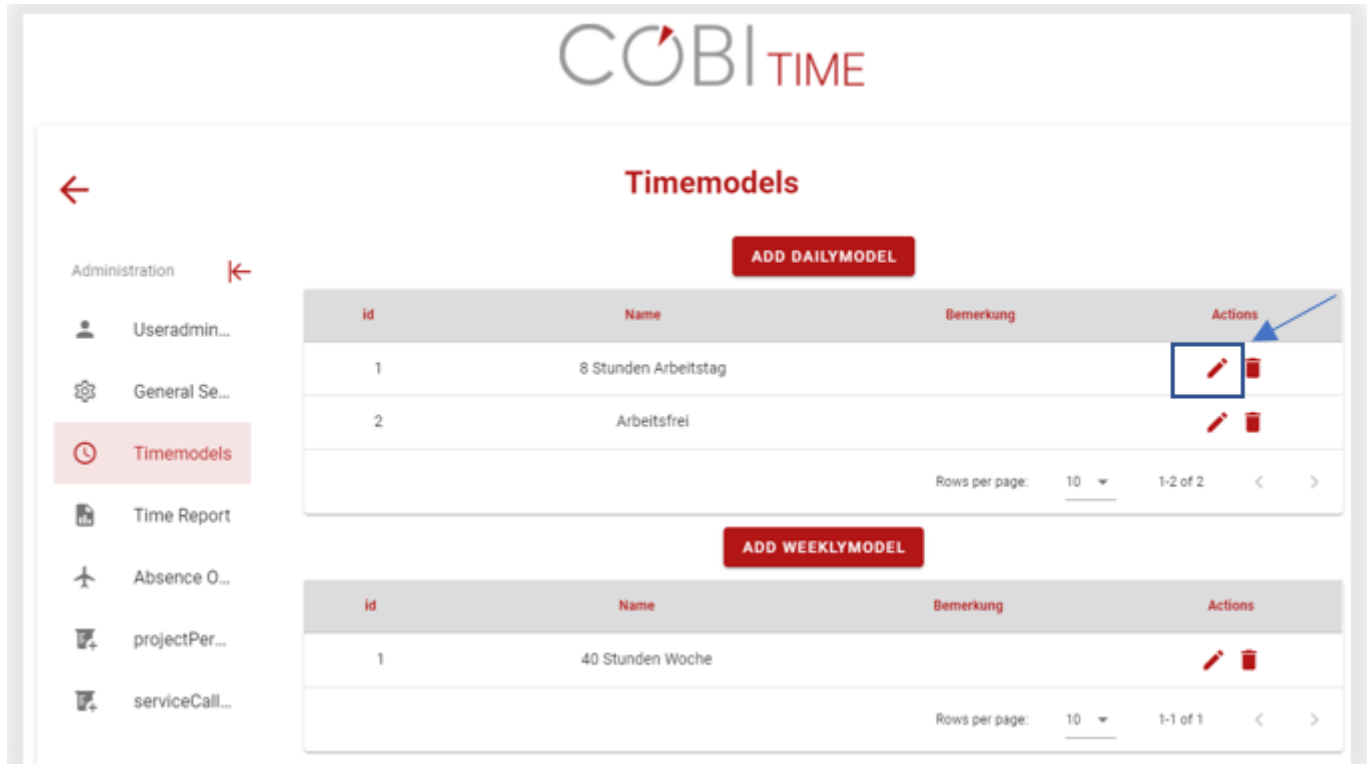 COBI TIME
Timemodels
ADD DAILYMODEL
Administration
Useradmin...
General Se...
Timemodels
Time Report
Absence O...
projectPer...
serviceCall...
id Name Bemerkung Actions
1 8 Stunden Arbeitstag
2 Arbeitsfrei
Rows per page: 10 1-2 of 2
ADD WEEKLYMODEL
id Name Bemerkung Actions
1 40 Stunden Woche
Rows per page: 10 1-1 of 1